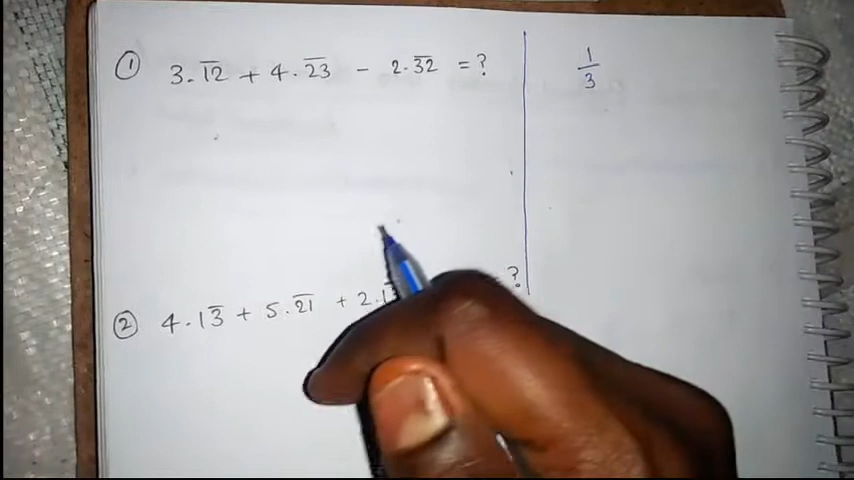 ① 3.1̅2̅ + 4.2̅3̅ - 2.3̅2̅ = ?
1/3
② 4.13̅ + 5.2̅1̅ + 2.1 = ?